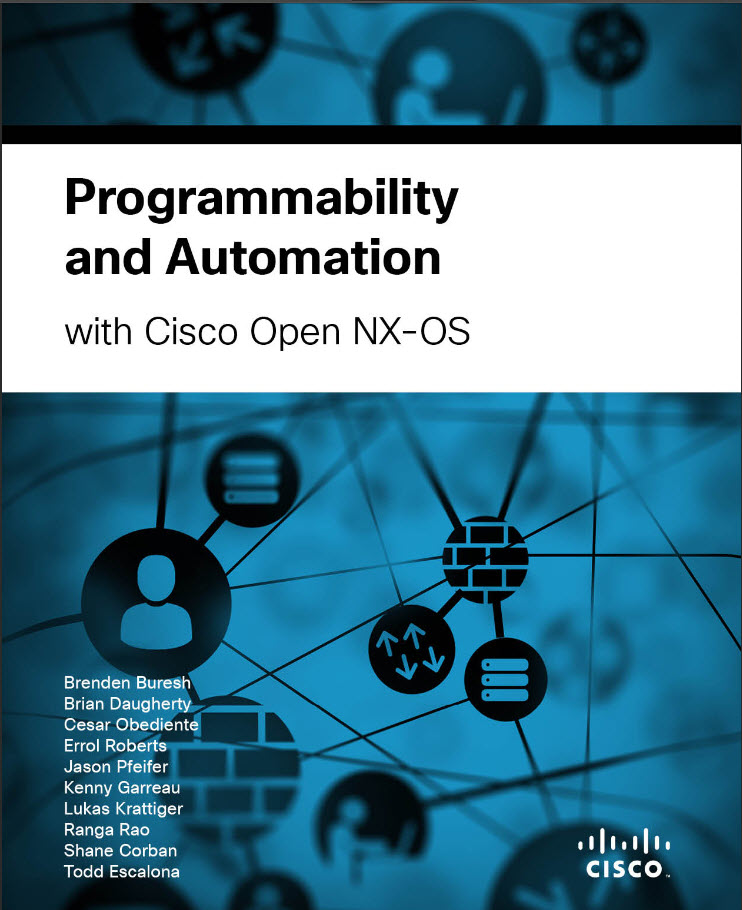 Programmability
and Automation
with Cisco Open NX-OS
Brenden Buresh
Brian Daugherty
Cesar Obediente
Errol Roberts
Jason Pfeifer
Kenny Garreau
Lukas Krattiger
Ranga Rao
Shane Corban
Todd Escalona
CISCO™